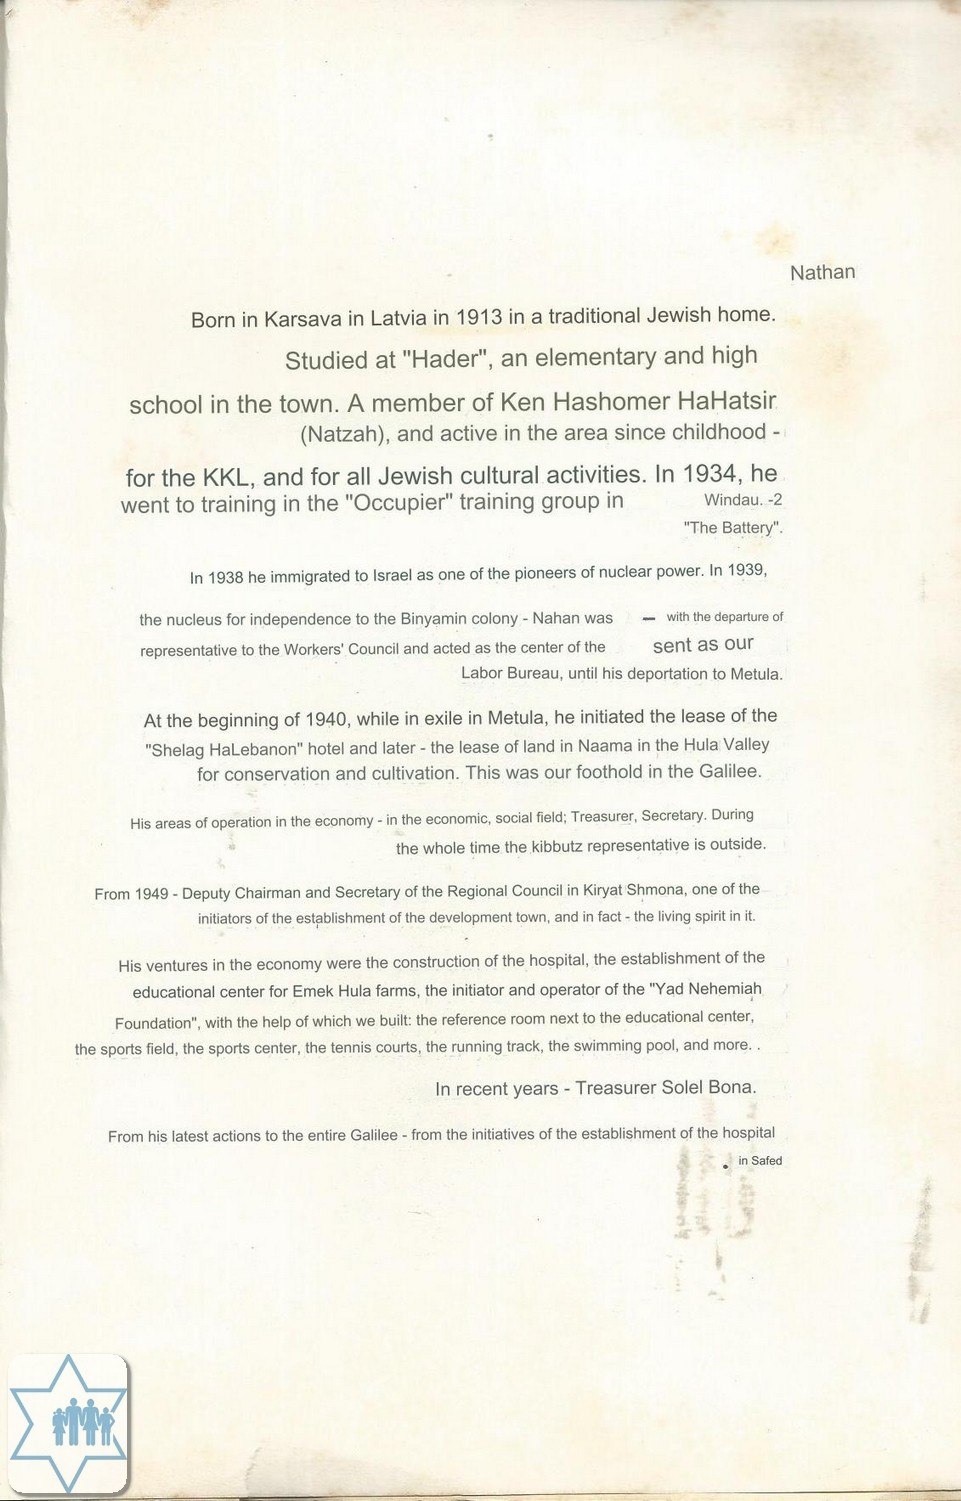 Nathan
Born in Karsava in Latvia in 1913 in a traditional Jewish home.
Studied at "Hader", an elementary and high
school in the town. A member of Ken Hashomer HaHatsir
(Natzah), and active in the area since childhood -
for the KKL, and for all Jewish cultural activities. In 1934, he
went to training in the "Occupier" training group in Windau. -2
"The Battery".
In 1938 he immigrated to Israel as one of the pioneers of nuclear power. In 1939,
the nucleus for independence to the Binyamin colony - Nahan was – with the departure of
representative to the Workers' Council and acted as the center of the sent as our
Labor Bureau, until his deportation to Metula.
At the beginning of 1940, while in exile in Metula, he initiated the lease of the
"Shelag HaLebanon" hotel and later - the lease of land in Naama in the Hula Valley
for conservation and cultivation. This was our foothold in the Galilee.
His areas of operation in the economy - in the economic, social field; Treasurer, Secretary. During
the whole time the kibbutz representative is outside.
From 1949 - Deputy Chairman and Secretary of the Regional Council in Kiryat Shmona, one of the
initiators of the establishment of the development town, and in fact - the living spirit in it.
His ventures in the economy were the construction of the hospital, the establishment of the
educational center for Emek Hula farms, the initiator and operator of the "Yad Nehemiah
Foundation", with the help of which we built: the reference room next to the educational center,
the sports field, the sports center, the tennis courts, the running track, the swimming pool, and more. .
In recent years - Treasurer Solel Bona.
From his latest actions to the entire Galilee - from the initiatives of the establishment of the hospital
. in Safed